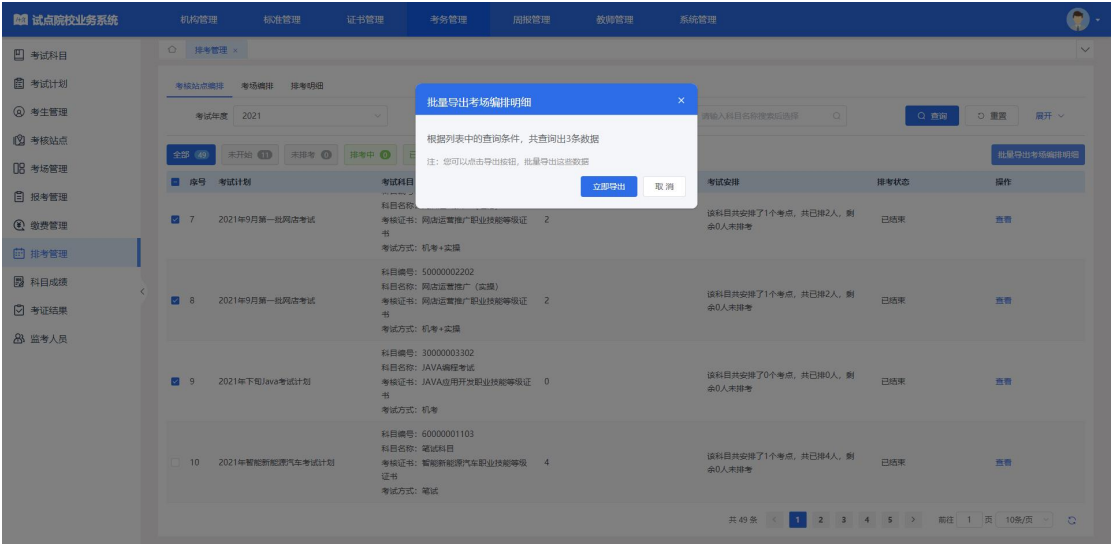 试点院校业务系统 机构管理 标准管理 证书管理 考务管理 周报管理 教师管理 系统管理
考试科目
考试计划
考生管理
考核站点
考场管理
报考管理
缴费管理
排考管理
科目成绩
考证结果
监考人员
排考管理 ×
考核站点编排 考场编排 排考明细
考试年度 2021 请输入科目名称搜索或选择 查询 重置 展开
全部 49 未开始 11 未排考 0 排考中 0 批量导出考场编排明细
批量导出考场编排明细 ×
根据列表中的查询条件，共查询出3条数据
注：您可以点击导出按钮，批量导出这些数据
立即导出 取消
序号 考试计划 考试科目 考试安排 排考状态 操作
7 2021年9月第一批网店考试 2 该科目共安排了1个考点，共已排2人，剩余0人未排考 已结束 查看
科目名称：
考核证书：网店运营推广职业技能等级证
书
考试方式：机考+实操
科目编号：50000002202
科目名称：网店运营推广（实操）
8 2021年9月第一批网店考试 考核证书：网店运营推广职业技能等级证 2 该科目共安排了1个考点，共已排2人，剩
余0人未排考 已结束 查看
书
考试方式：机考+实操
科目编号：30000003302
科目名称：JAVA编程考试
9 2021年下旬Java考试计划 考核证书：JAVA应用开发职业技能等级证 0 该科目共安排了0个考点，共已排0人，剩
余0人未排考 已结束 查看
书
考试方式：机考
科目编号：60000001103
科目名称：笔试科目
10 2021年智能新能源汽车考试计划 考核证书：智能新能源汽车职业技能等级 4 该科目共安排了1个考点，共已排4人，剩
余0人未排考 已结束 查看
证书
考试方式：笔试
共 49 条 1 2 3 4 5 前往 1 页 10条/页